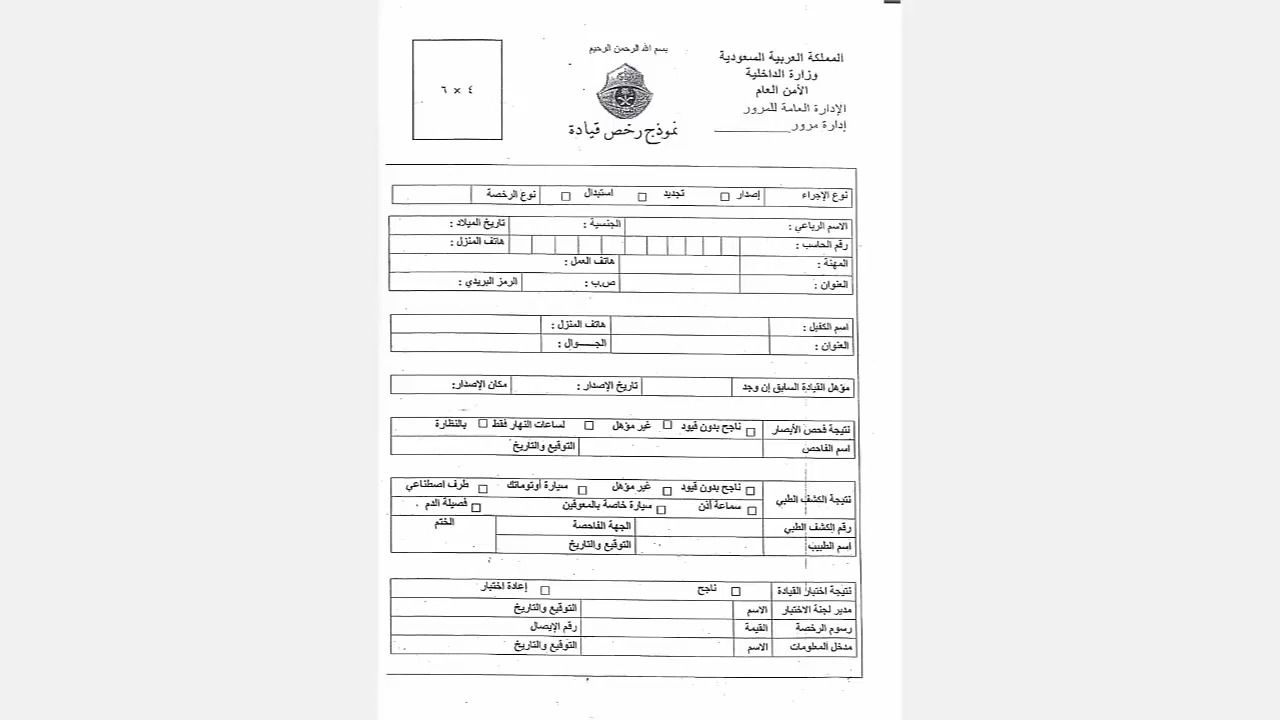 بسم الله الرحمن الرحيم
المملكة العربية السعودية
وزارة الداخلية
الأمن العام
الإدارة العامة للمرور
إدارة مرور
نموذج رخص قيادة
٤ × ٦
نوع الإجراء إصدار تجديد استبدال نوع الرخصة
الاسم الرباعي : الجنسية : تاريخ الميلاد :
رقم الحاسب : هاتف المنزل :
المهنة : هاتف العمل :
العنوان : ص.ب : الرمز البريدي :
اسم الكفيل : هاتف المنزل :
العنوان : الجـــــوال :
مؤهل القيادة السابق إن وجد تاريخ الإصدار : مكان الإصدار:
نتيجة فحص الأبصار ناجح بدون قيود غير مؤهل لساعات النهار فقط بالنظارة
اسم الفاحص التوقيع والتاريخ
نتيجة الكشف الطبي ناجح بدون قيود غير مؤهل سيارة أوتوماتك طرف اصطناعي
سماعة أذن سيارة خاصة بالمعوقين فصيلة الدم
رقم الكشف الطبي الجهة الفاحصة الختم
اسم الطبيب التوقيع والتاريخ
نتيجة اختبار القيادة ناجح إعادة اختبار
مدير لجنة الاختبار الاسم التوقيع والتاريخ
رسوم الرخصة القيمة رقم الإيصال
مدخل المعلومات الاسم التوقيع والتاريخ